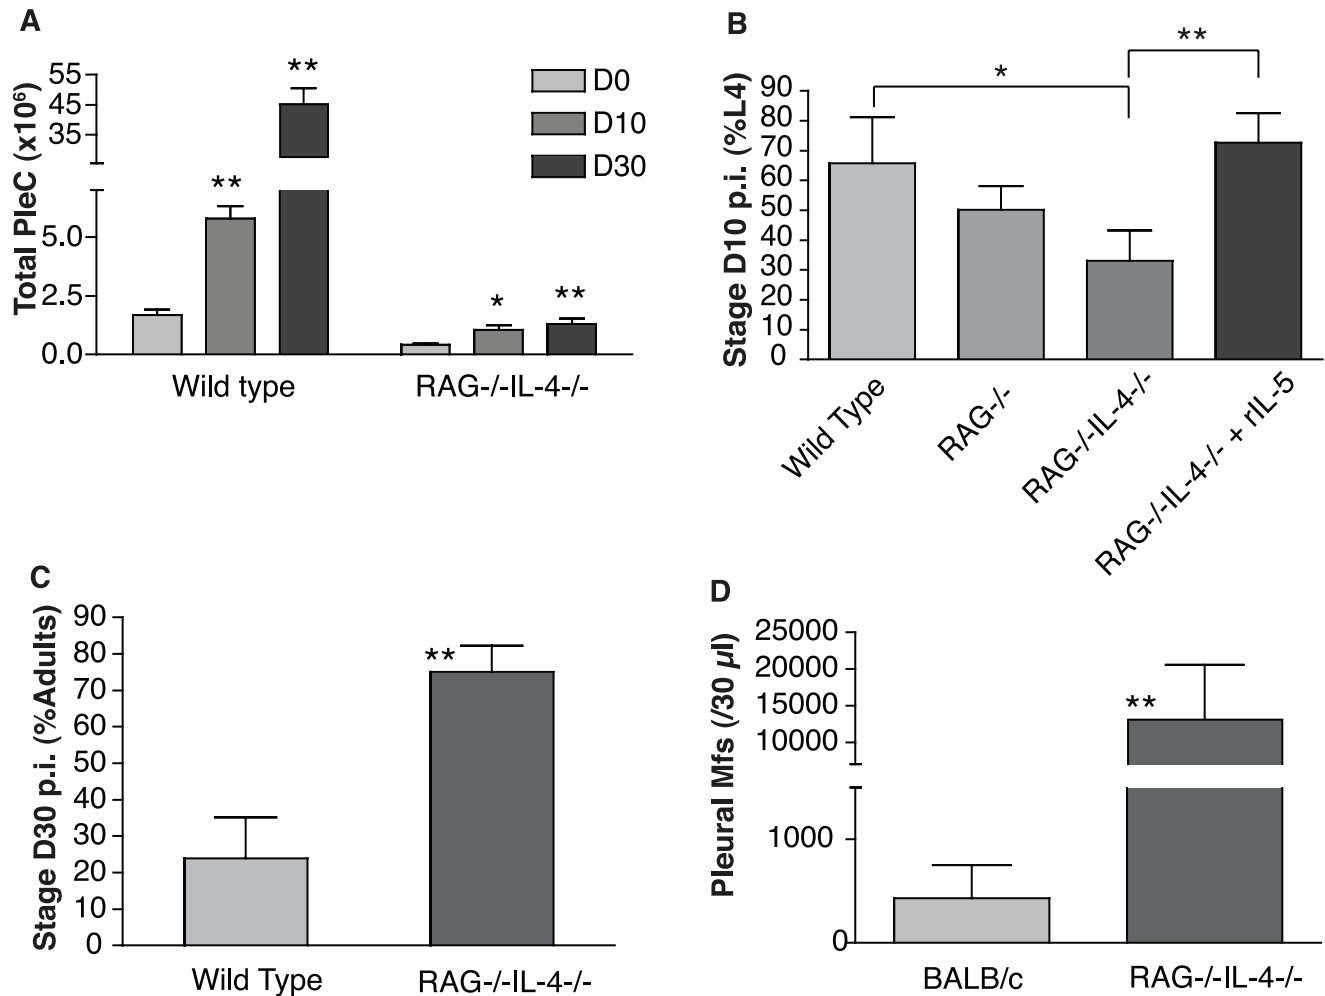 A
Total PleC (x10⁶)
55
45
35
5.0
2.5
0.0
** ** **
* **
D0
D10
D30
Wild type
RAG-/-IL-4-/-
B
Stage D10 p.i. (%L4)
90
80
70
60
50
40
30
20
10
0
*
**
Wild Type
RAG-/-
RAG-/-IL-4-/-
RAG-/-IL-4-/- + rIL-5
C
Stage D30 p.i. (%Adults)
90
80
70
60
50
40
30
20
10
0
**
Wild Type
RAG-/-IL-4-/-
D
Pleural Mfs (/30 µl)
25000
20000
15000
10000
1000
0
**
BALB/c
RAG-/-IL-4-/-